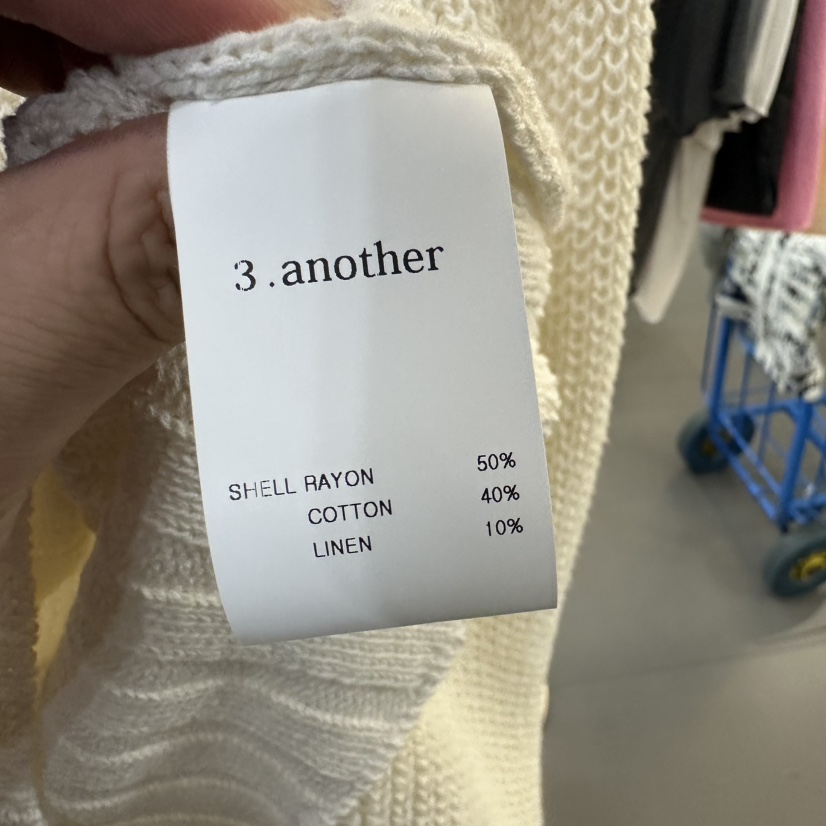 3.another
SHELL RAYON 50%
COTTON 40%
LINEN 10%